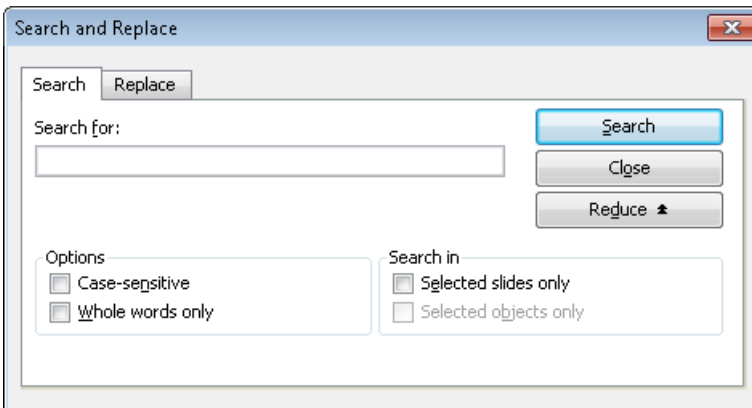 Search and Replace
Search Replace
Search for:
Search
Close
Reduce
Options
Case-sensitive
Whole words only
Search in
Selected slides only
Selected objects only